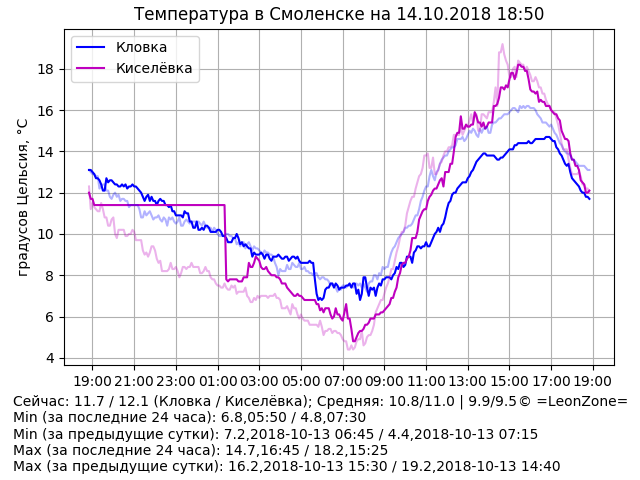 Температура в Смоленске на 14.10.2018 18:50
Кловка
Киселёвка
градусов Цельсия, °C
18
16
14
12
10
8
6
4
19:00 21:00 23:00 01:00 03:00 05:00 07:00 09:00 11:00 13:00 15:00 17:00 19:00
Сейчас: 11.7 / 12.1 (Кловка / Киселёвка); Средняя: 10.8/11.0 | 9.9/9.5© =LeonZone=
Min (за последние 24 часа): 6.8,05:50 / 4.8,07:30
Min (за предыдущие сутки): 7.2,2018-10-13 06:45 / 4.4,2018-10-13 07:15
Max (за последние 24 часа): 14.7,16:45 / 18.2,15:25
Max (за предыдущие сутки): 16.2,2018-10-13 15:30 / 19.2,2018-10-13 14:40